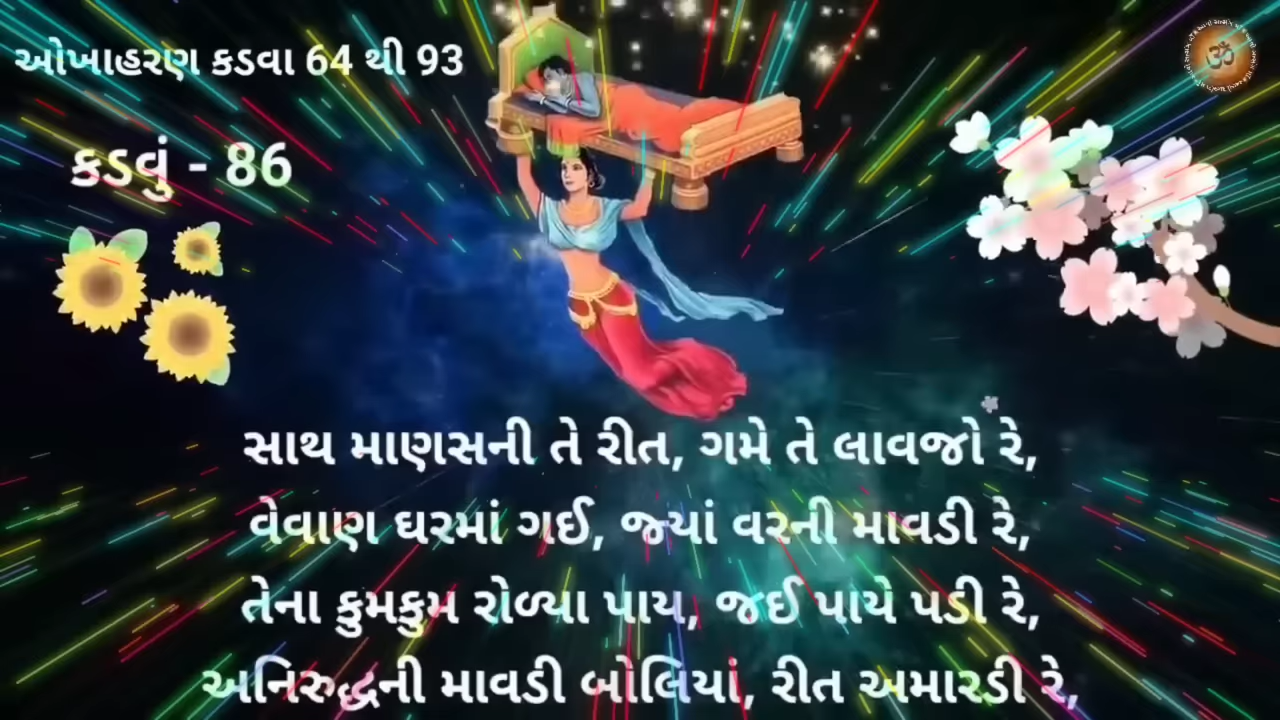 ઓખાહરણ કડવા 64 થી 93
કડવું - 86
સાથ માણસની તે રીત, ગમે તે લાવજો રે,
વેવાણ ઘરમાં ગઈ, જ્યાં વરની માવડી રે,
તેના કુમકુમ રોળ્યા પાય, જઈ પાયે પડી રે,
અનિરુદ્ધની માવડી બોલિયાં, રીત અમારડી રે,
ॐ